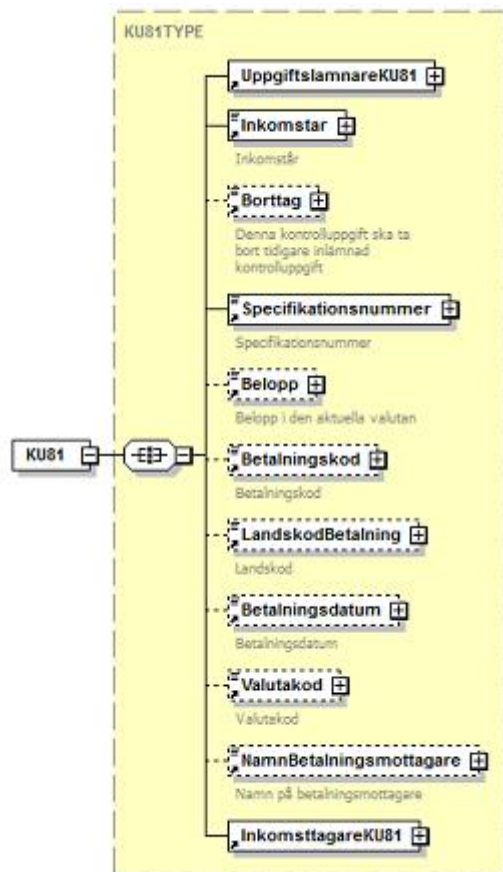 KU81TYPE
UppgiftslamnareKU81
Inkomstar
Inkomstår
Borttag
Denna kontrolluppgift ska ta
bort tidigare inlämnad
kontrolluppgift
Specifikationsnummer
Specifikationsnummer
Belopp
Belopp i den aktuella valutan
KU81
Betalningskod
Betalningskod
LandskodBetalning
Landskod
Betalningsdatum
Betalningsdatum
Valutakod
Valutakod
NamnBetalningsmottagare
Namn på betalningsmottagare
InkomsttagareKU81